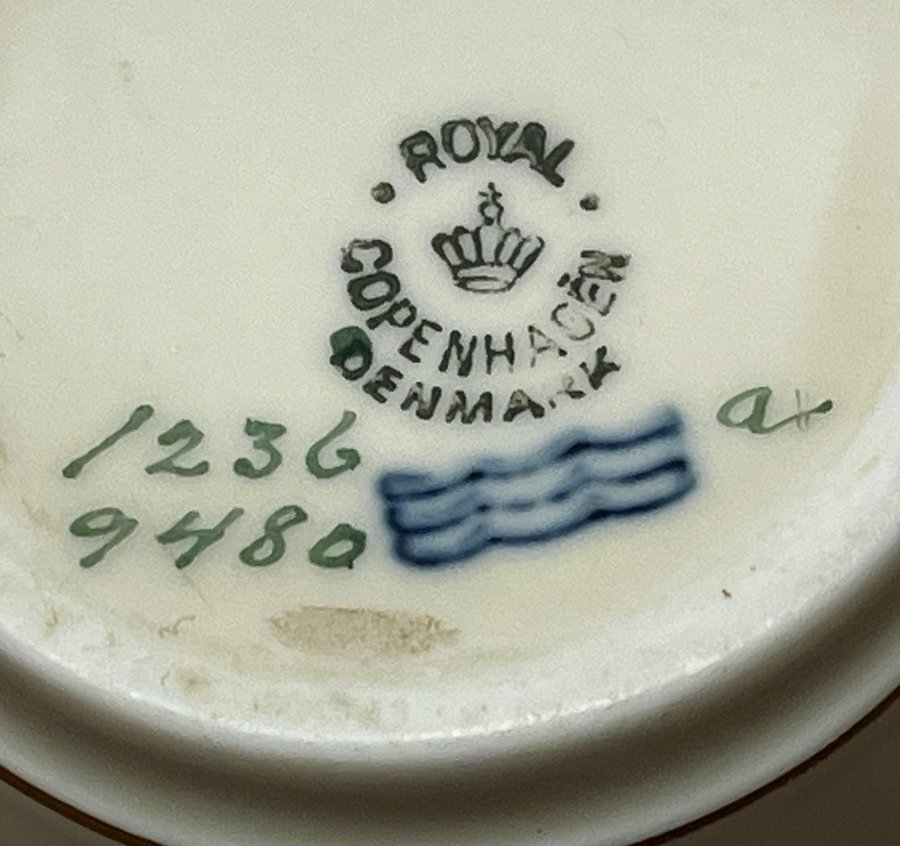 ROYAL
COPENHAGEN
DENMARK
1236
9480